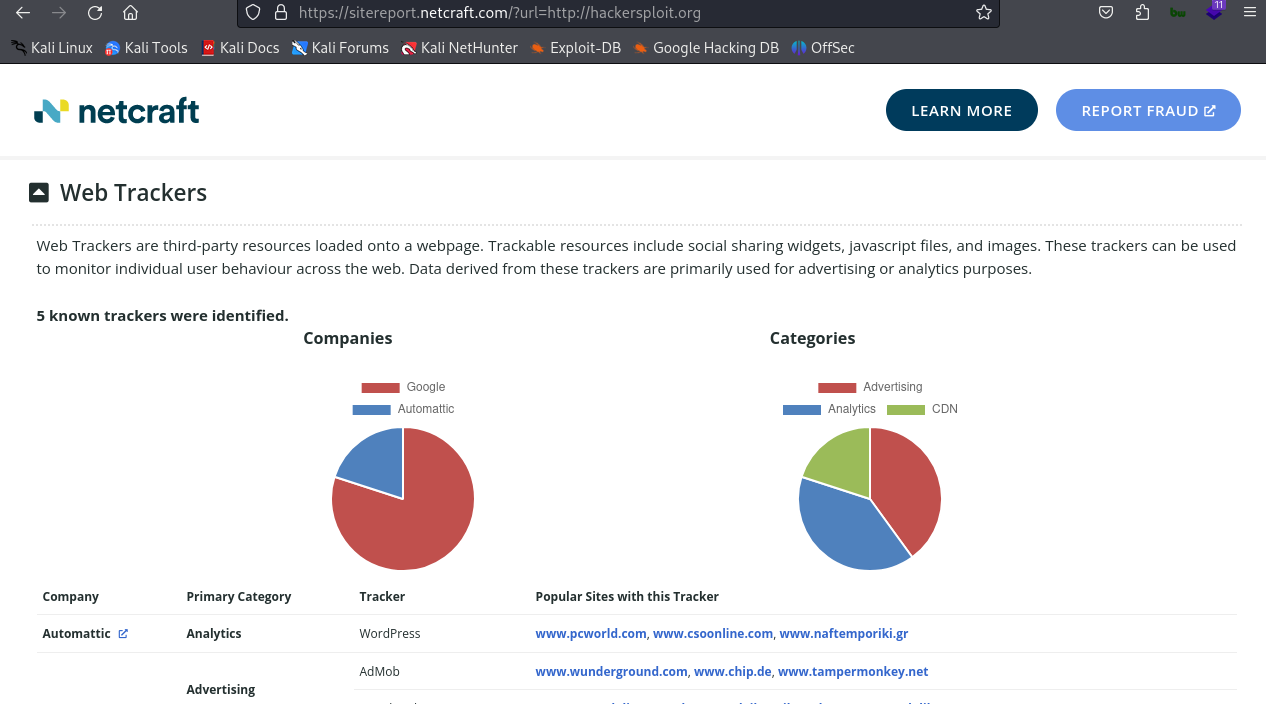 https://sitereport.netcraft.com/?url=http://hackersploit.org
11
Kali Linux Kali Tools Kali Docs Kali Forums Kali NetHunter Exploit-DB Google Hacking DB OffSec
netcraft
LEARN MORE REPORT FRAUD
Web Trackers
Web Trackers are third-party resources loaded onto a webpage. Trackable resources include social sharing widgets, javascript files, and images. These trackers can be used
to monitor individual user behaviour across the web. Data derived from these trackers are primarily used for advertising or analytics purposes.
5 known trackers were identified.
Companies
Google
Automattic
Categories
Advertising
Analytics CDN
Company Primary Category Tracker Popular Sites with this Tracker
Automattic Analytics WordPress www.pcworld.com, www.csoonline.com, www.naftemporiki.gr
AdMob www.wunderground.com, www.chip.de, www.tampermonkey.net
Advertising